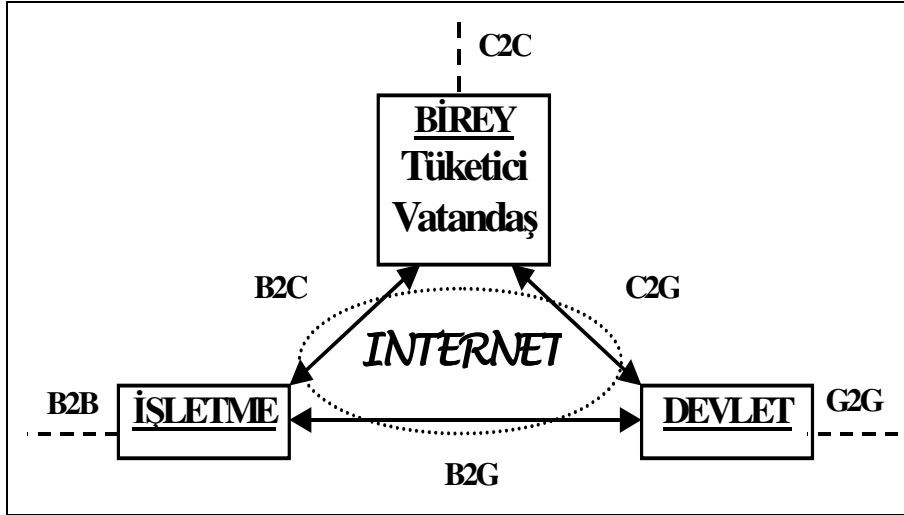 C2C
BİREY
Tüketici
Vatandaş
B2C
C2G
INTERNET
B2B
İŞLETME
DEVLET
G2G
B2G